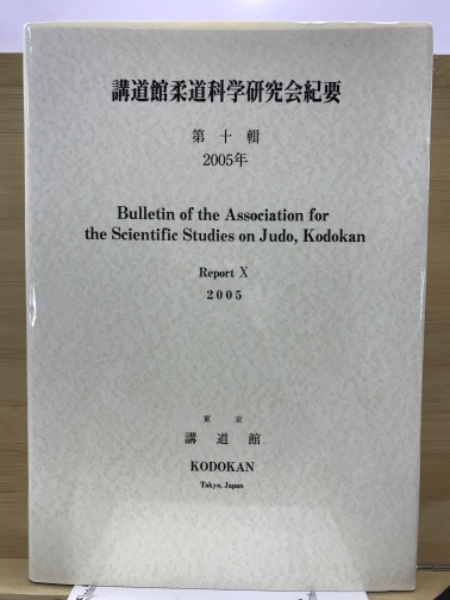 講道館柔道科学研究会紀要
第十輯
2005年
Bulletin of the Association for
the Scientific Studies on Judo, Kodokan
Report X
2005
東京
講道館
KODOKAN
Tokyo, Japan